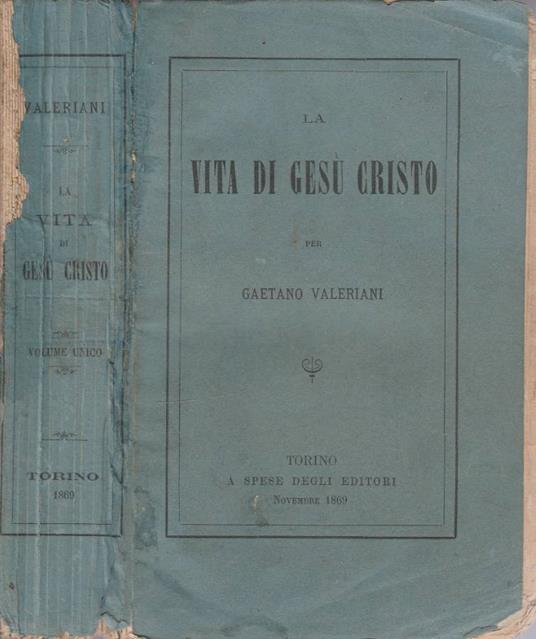 VALERIANI
LA
VITA
DI
GESÙ CRISTO
VOLUME UNICO
TORINO
1869
LA
VITA DI GESÙ CRISTO
PER
GAETANO VALERIANI
TORINO
A SPESE DEGLI EDITORI
NOVEMBRE 1869